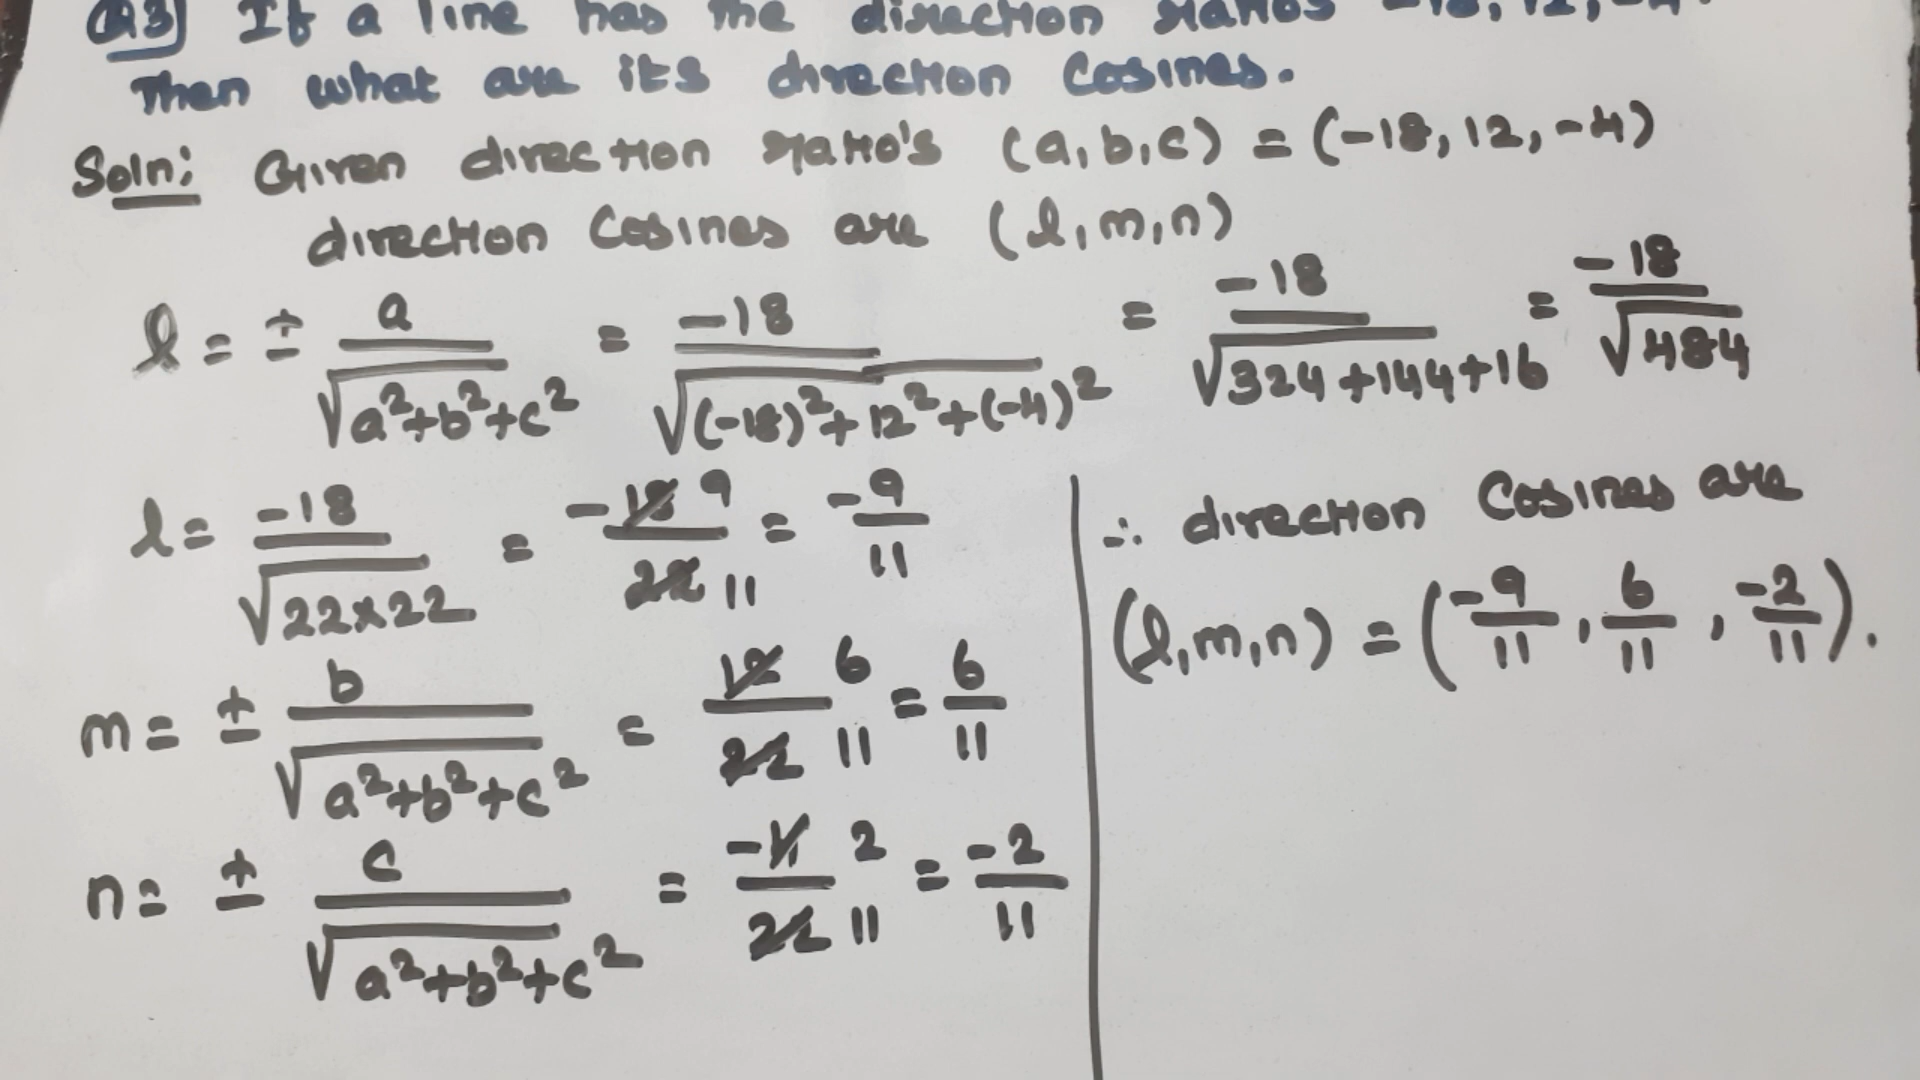 Q3) If a line has the direction ratios -18, 12, -4.
Then what are its direction Cosines.
Soln: Given direction ratio's (a,b,c) = (-18, 12, -4)
direction Cosines are (l,m,n)
l = ± a/√a²+b²+c² = -18/√(-18)²+12²+(-4)² = -18/√324+144+16 = -18/√484
l = -18/√22×22 = -18 9/22 11 = -9/11
m = ± b/√a²+b²+c² = 12 6/22 11 = 6/11
n = ± c/√a²+b²+c² = -4 2/22 11 = -2/11
∴ direction Cosines are
(l,m,n) = (-9/11, 6/11, -2/11).